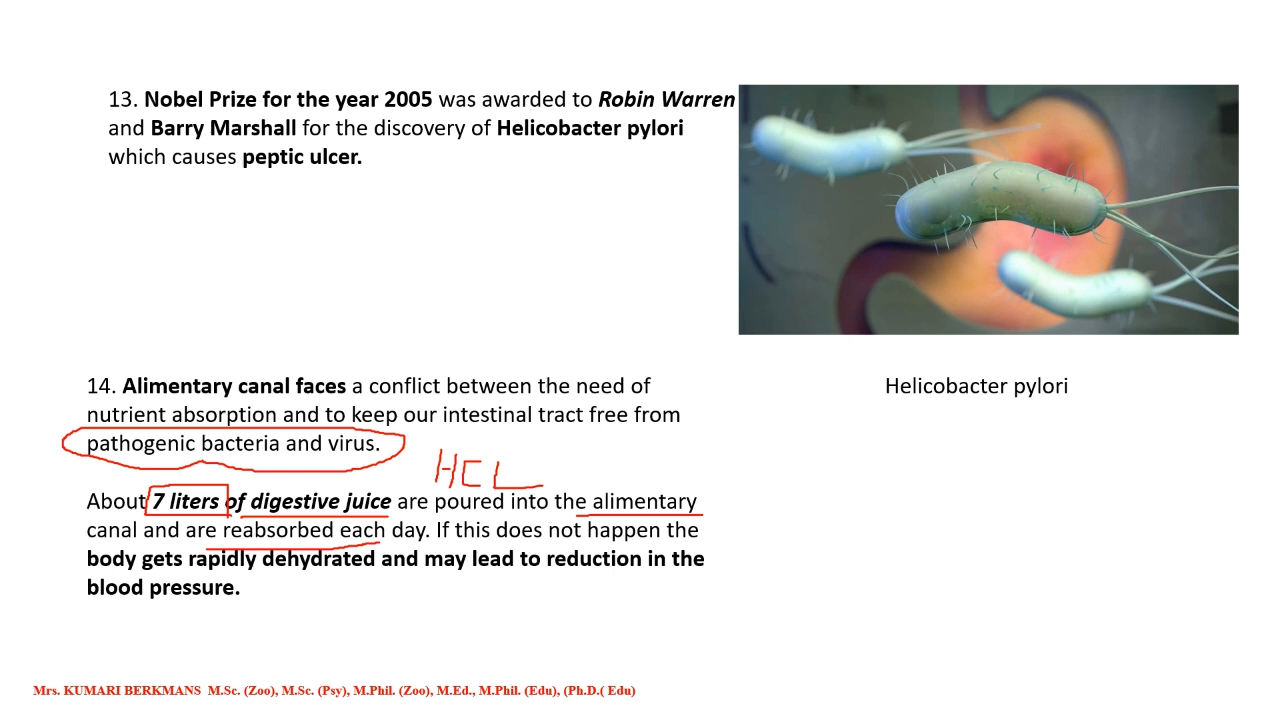 13. Nobel Prize for the year 2005 was awarded to Robin Warren
and Barry Marshall for the discovery of Helicobacter pylori
which causes peptic ulcer.
14. Alimentary canal faces a conflict between the need of
nutrient absorption and to keep our intestinal tract free from
pathogenic bacteria and virus.
Helicobacter pylori
HCL
About 7 liters of digestive juice are poured into the alimentary
canal and are reabsorbed each day. If this does not happen the
body gets rapidly dehydrated and may lead to reduction in the
blood pressure.
Mrs. KUMARI BERKMANS M.Sc. (Zoo), M.Sc. (Psy), M.Phil. (Zoo), M.Ed., M.Phil. (Edu), (Ph.D.( Edu)